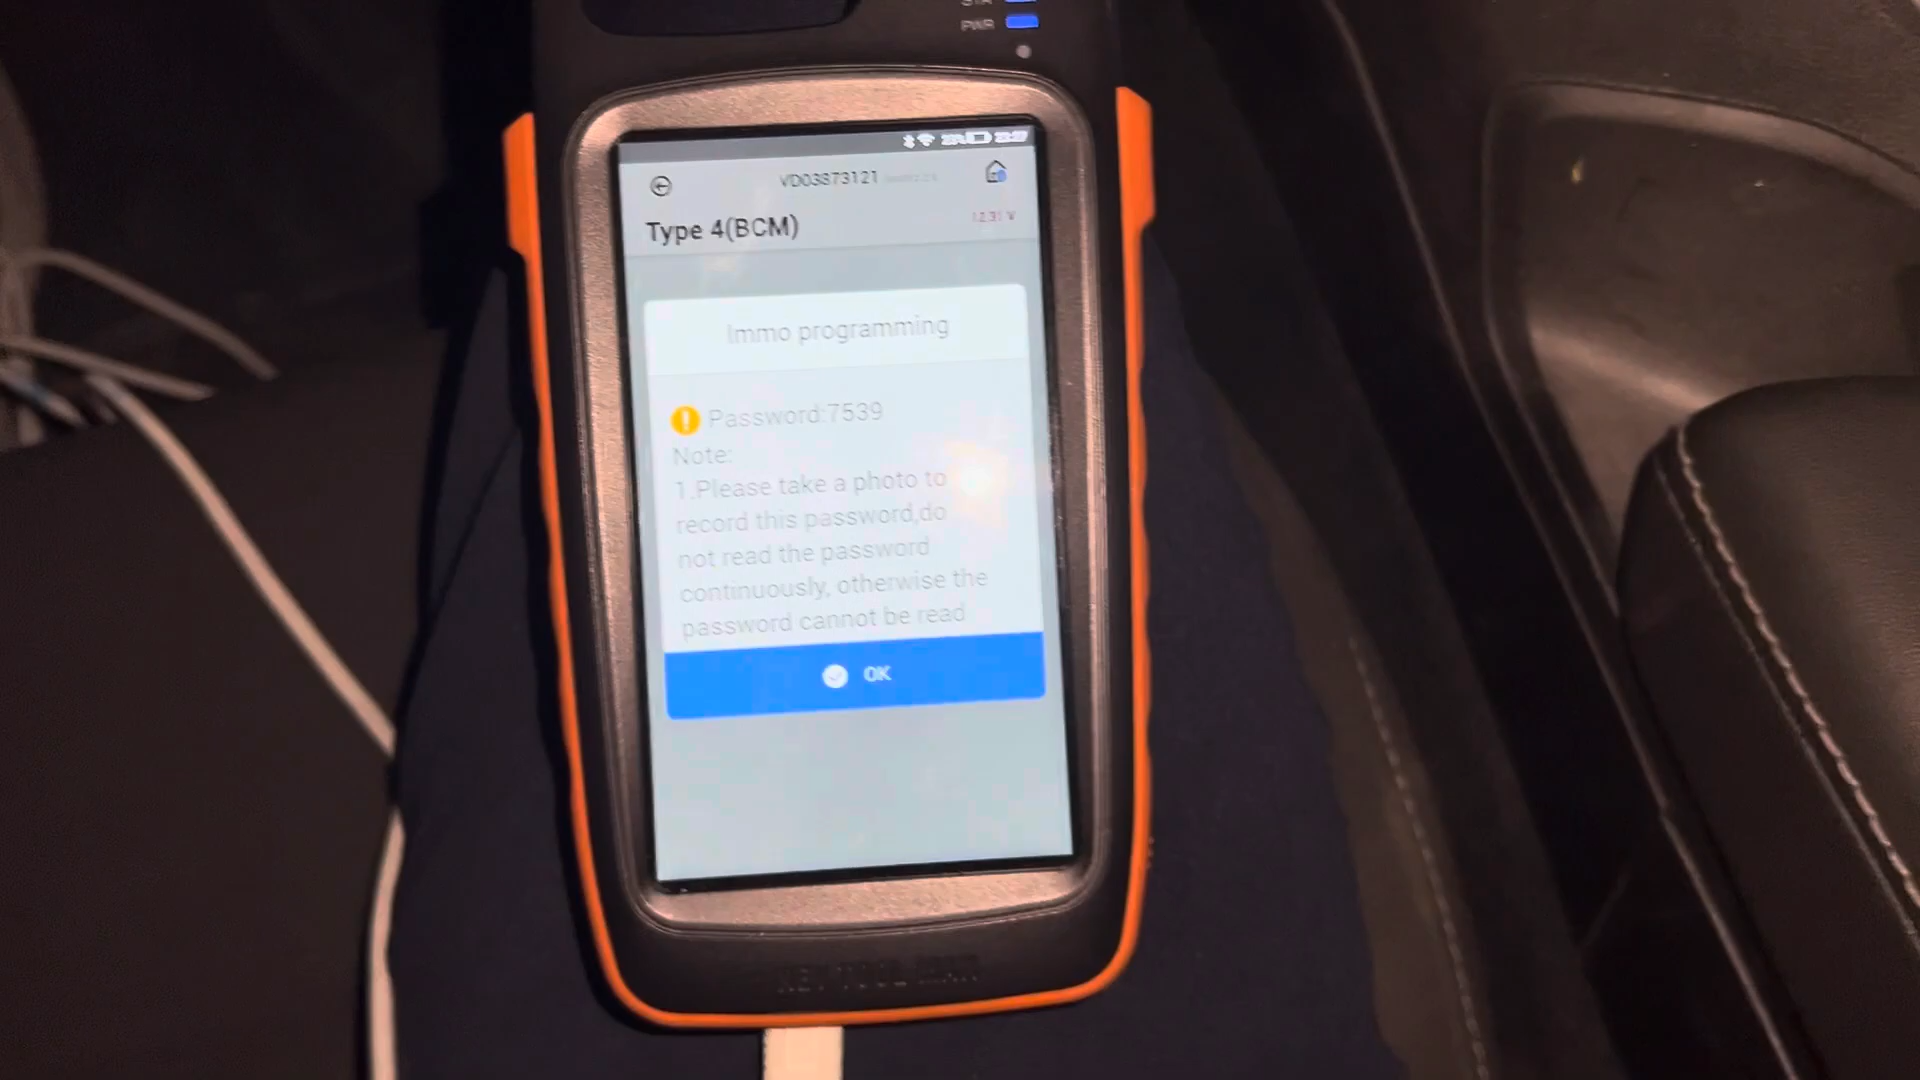 PWR
VD03873121
Type 4(BCM)
Immo programming
Password:7539
Note:
1.Please take a photo to
record this password,do
not read the password
continuously, otherwise the
password cannot be read
OK